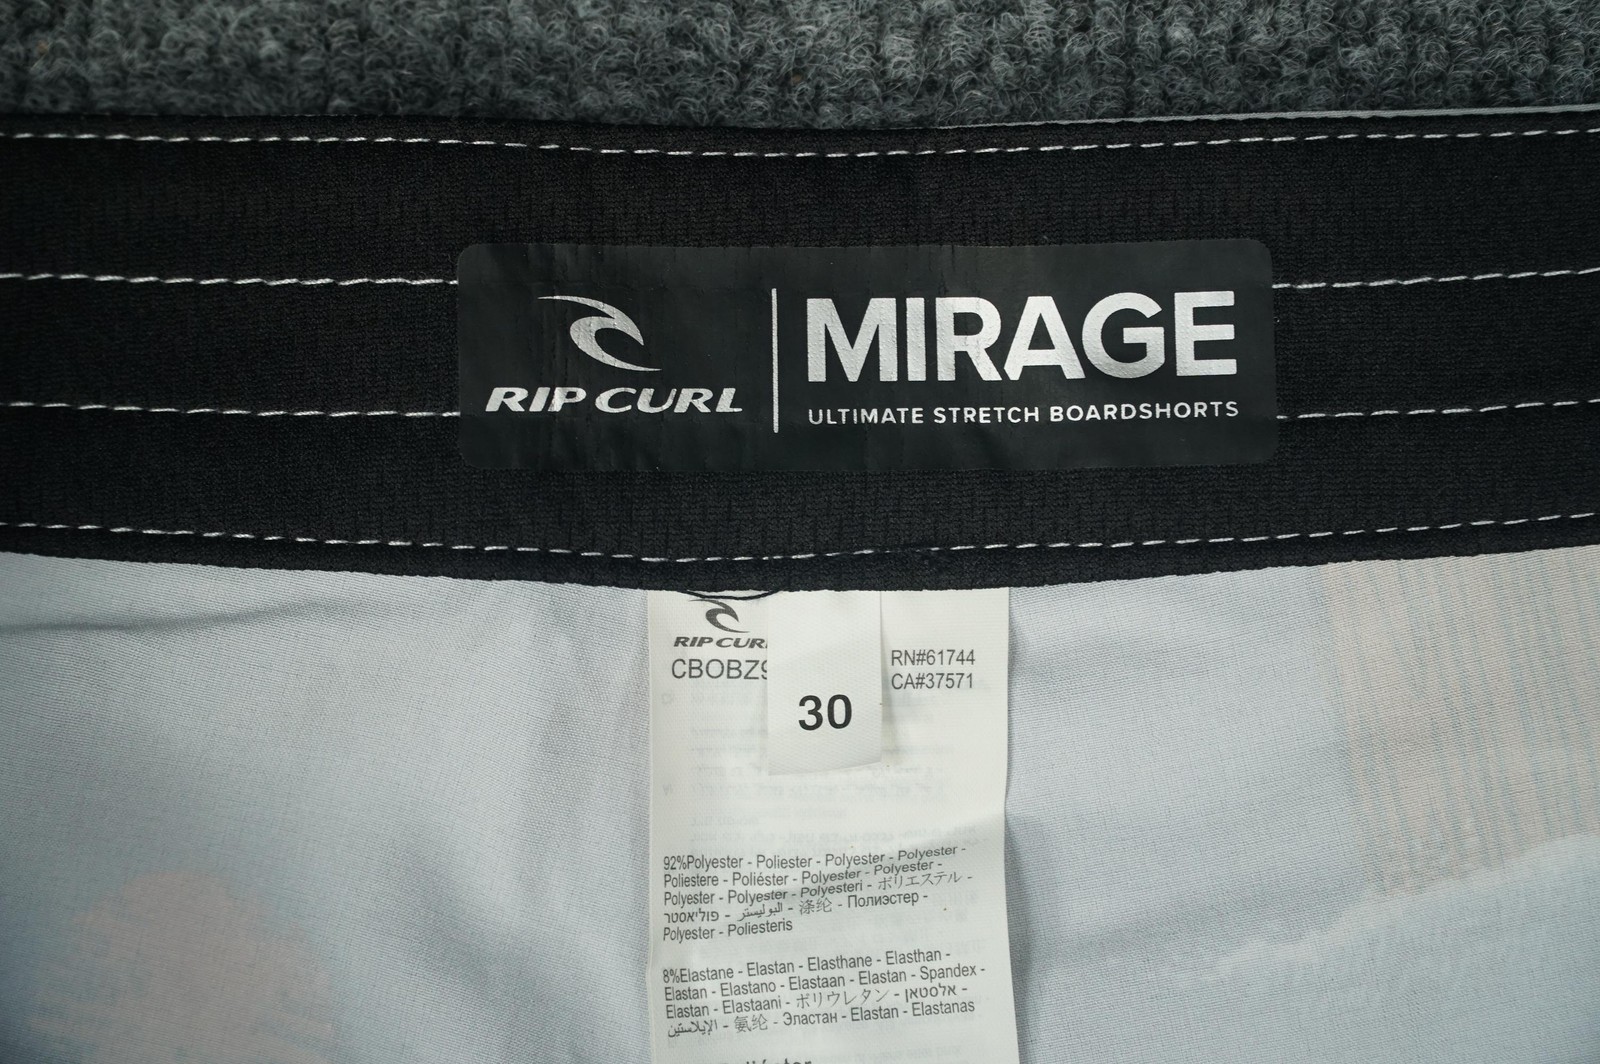 RIP CURL
MIRAGE
ULTIMATE STRETCH BOARDSHORTS
RIP CURL
RN#61744
CA#37571
30
92%Polyester - Poliester - Polyester - Polyester -
Poliestere - Poliéster - Polyester - Polyester -
Polyester - Polyester - Polyesteri - ポリエステル -
פוליאסטר - البوليستر - 涤纶 - Полиэстер -
Polyester - Poliesteris
8%Elastane - Elastan - Elasthane - Elasthan -
Elastan - Elastano - Elastaan - Elastan - Spandex -
Elastan - Elastaani - ポリウレタン - אלסטאן -
الإيلاستين - 氨纶 - Эластан - Elastan - Elastanas